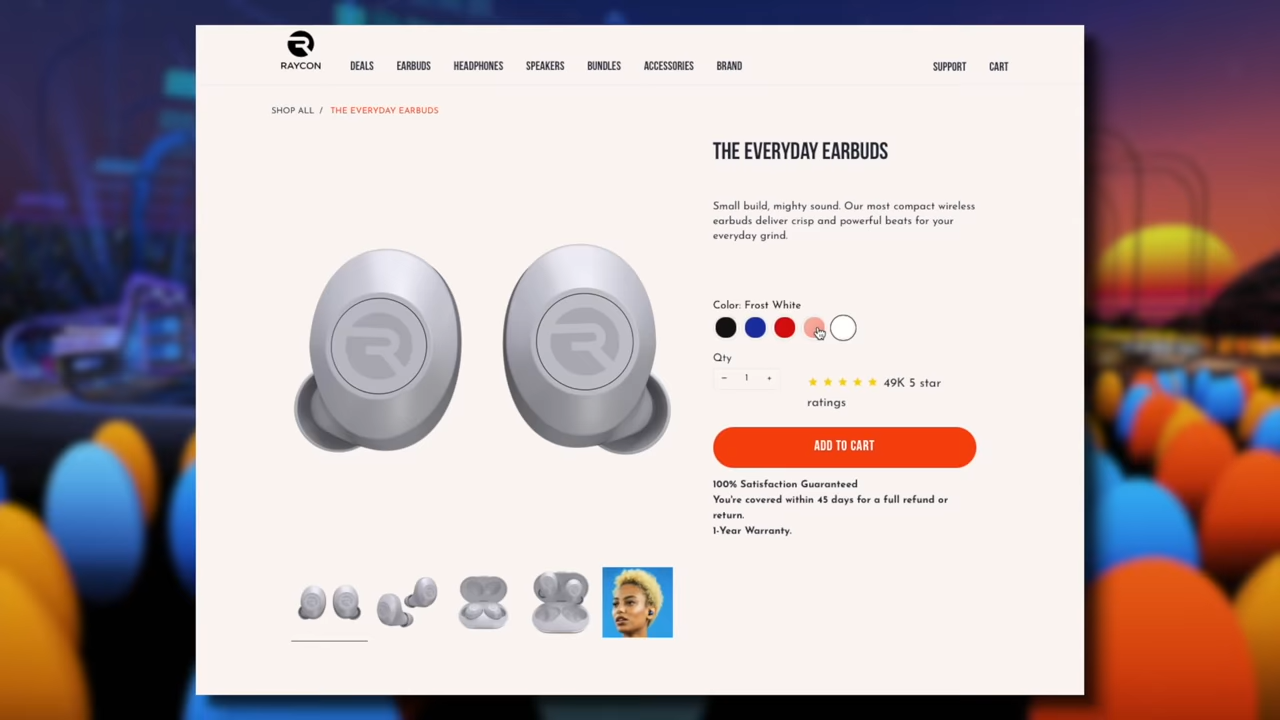 RAYCON
DEALS
EARBUDS
HEADPHONES
SPEAKERS
BUNDLES
ACCESSORIES
BRAND
SUPPORT
CART
SHOP ALL / THE EVERYDAY EARBUDS
THE EVERYDAY EARBUDS
Small build, mighty sound. Our most compact wireless
earbuds deliver crisp and powerful beats for your
everyday grind.
Color: Frost White
Qty
− 1 +
★ ★ ★ ★ ★ 49K 5 star
ratings
ADD TO CART
100% Satisfaction Guaranteed
You're covered within 45 days for a full refund or
return.
1-Year Warranty.